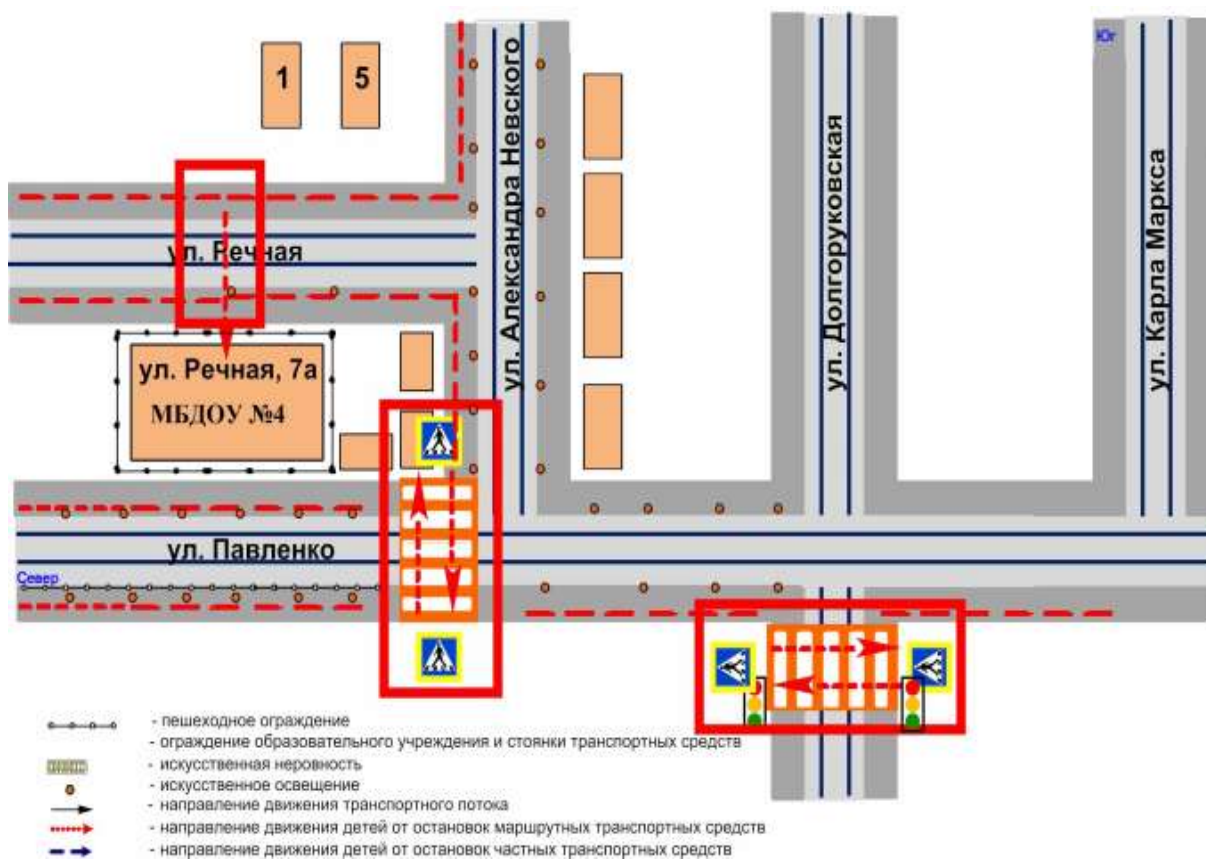 1
5
Юг
ул. Александра Невского
ул. Долгоруковская
ул. Карла Маркса
ул. Речная
ул. Речная, 7а
МБДОУ №4
ул. Павленко
Север
- пешеходное ограждение
- ограждение образовательного учреждения и стоянки транспортных средств
- искусственная неровность
- искусственное освещение
- направление движения транспортного потока
- направление движения детей от остановок маршрутных транспортных средств
- направление движения детей от остановок частных транспортных средств